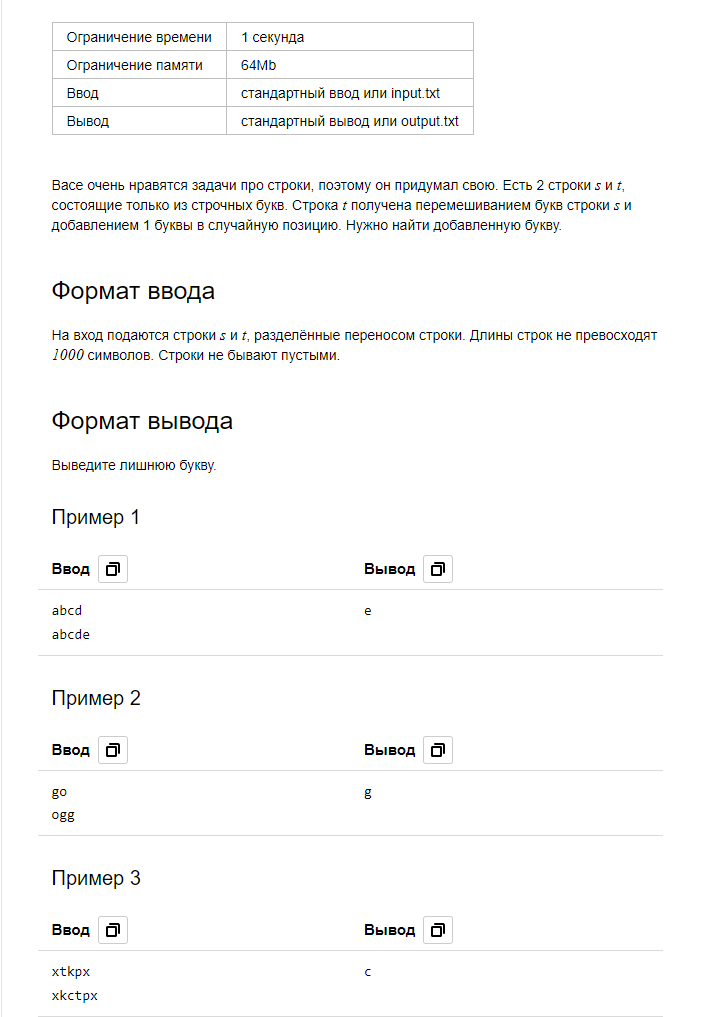 Ограничение времени 1 секунда
Ограничение памяти 64Mb
Ввод стандартный ввод или input.txt
Вывод стандартный вывод или output.txt
Васе очень нравятся задачи про строки, поэтому он придумал свою. Есть 2 строки s и t,
состоящие только из строчных букв. Строка t получена перемешиванием букв строки s и
добавлением 1 буквы в случайную позицию. Нужно найти добавленную букву.
Формат ввода
На вход подаются строки s и t, разделённые переносом строки. Длины строк не превосходят
1000 символов. Строки не бывают пустыми.
Формат вывода
Выведите лишнюю букву.
Пример 1
Ввод Вывод
abcd e
abcde
Пример 2
Ввод Вывод
go g
ogg
Пример 3
Ввод Вывод
xtkpx c
xkctpx